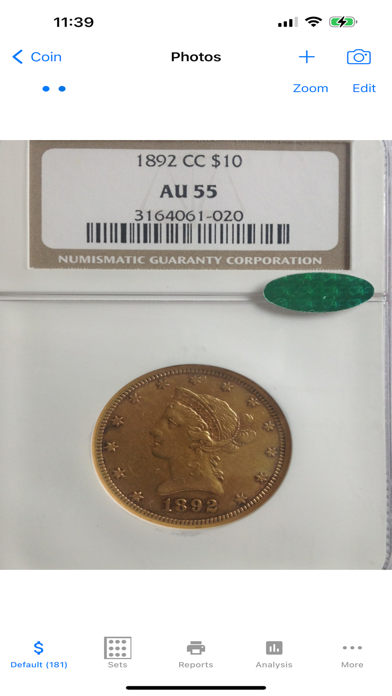 11:39
Coin
Photos
Zoom
Edit
1892 CC $10
AU 55
3164061-020
NUMISMATIC GUARANTY CORPORATION
1892
$
Default (181)
Sets
Reports
Analysis
More